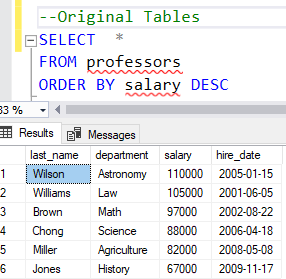 --Original Tables
SELECT *
FROM professors
ORDER BY salary DESC
33 %
Results Messages
last_name department salary hire_date
1 Wilson Astronomy 110000 2005-01-15
2 Williams Law 105000 2001-06-05
3 Brown Math 97000 2002-08-22
4 Chong Science 88000 2006-04-18
5 Miller Agriculture 82000 2008-05-08
6 Jones History 67000 2009-11-17